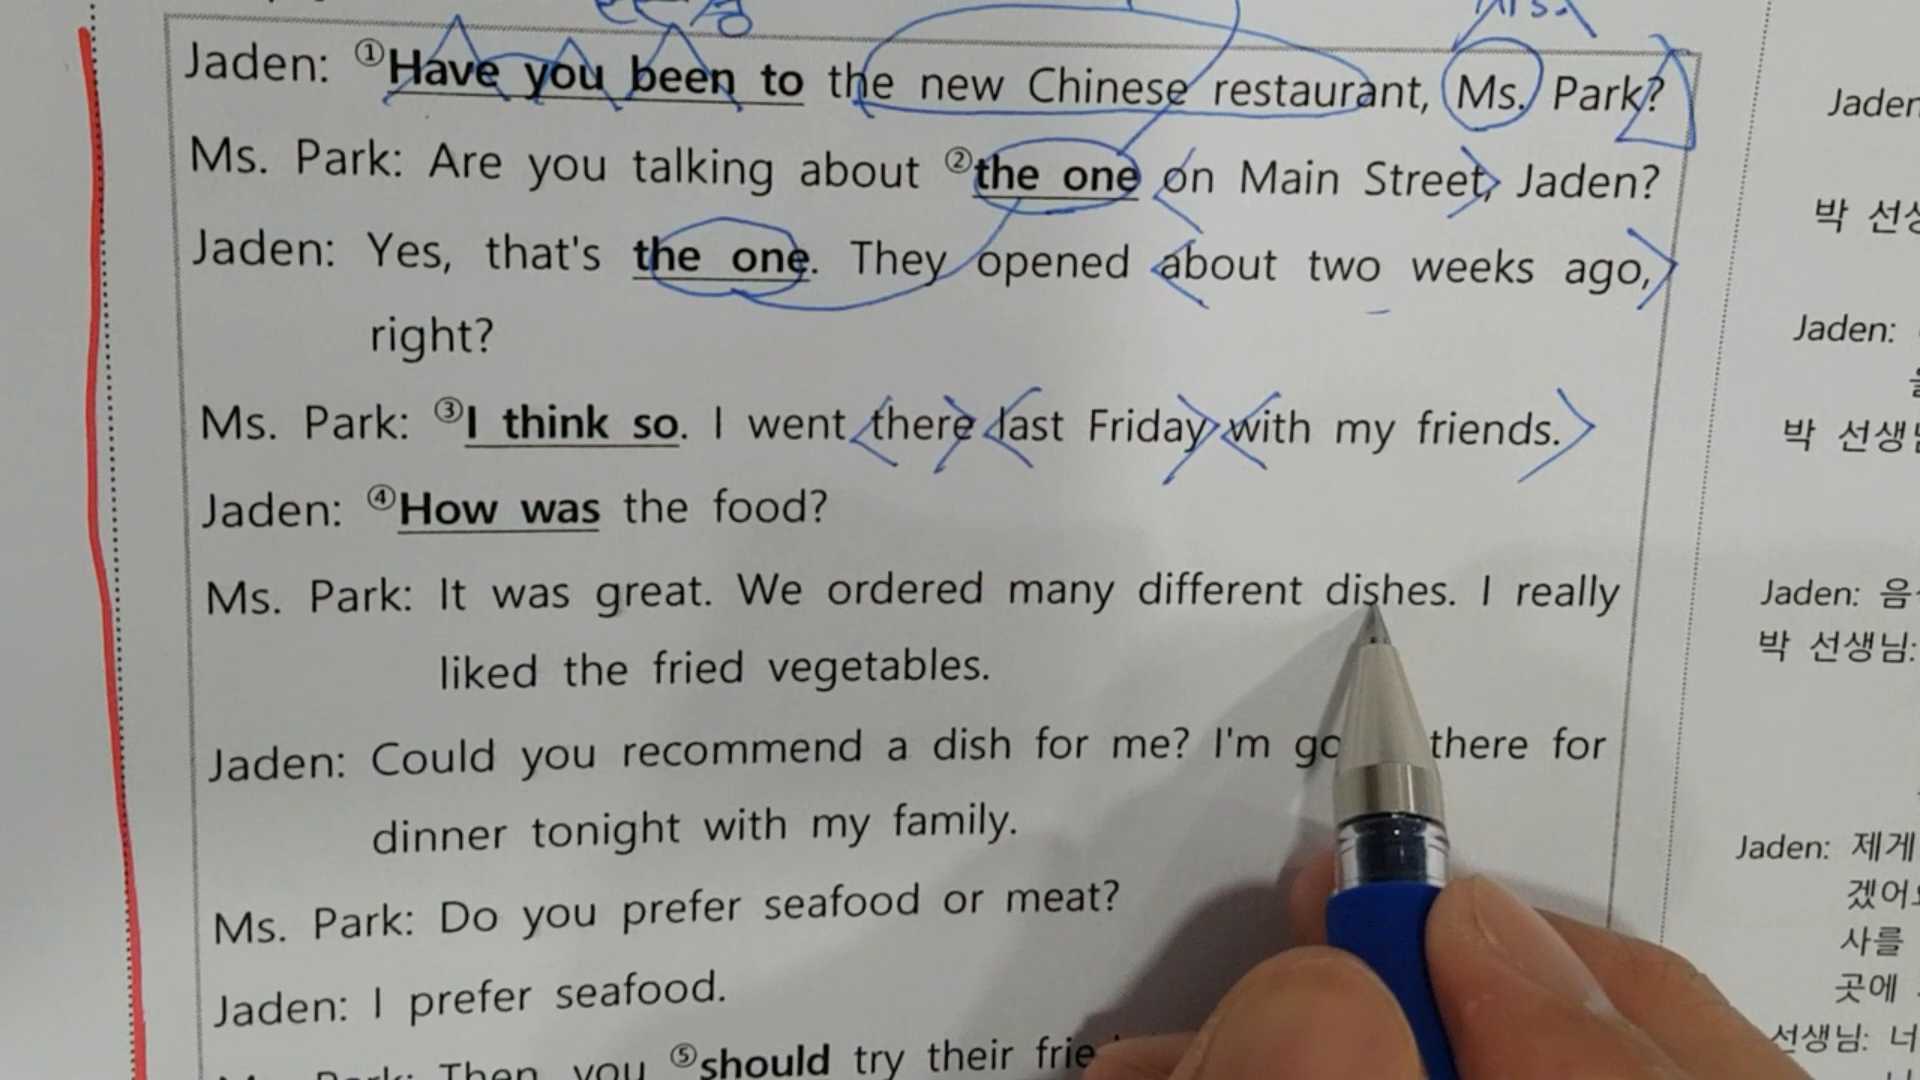 Jaden: ①Have you been to the new Chinese restaurant, Ms. Park?
Ms. Park: Are you talking about ②the one on Main Street, Jaden?
Jaden: Yes, that's the one. They opened about two weeks ago,
right?
Ms. Park: ③I think so. I went there last Friday with my friends.
Jaden: ④How was the food?
Ms. Park: It was great. We ordered many different dishes. I really
liked the fried vegetables.
Jaden: Could you recommend a dish for me? I'm there for
dinner tonight with my family.
Ms. Park: Do you prefer seafood or meat?
Jaden: I prefer seafood.
Ms. Park: Then you ⑤should try their
Jaden
박
Jaden:
박 선생님
Jaden:
박 선생님:
Jaden: 제게
사를
곳에
선생님: 너